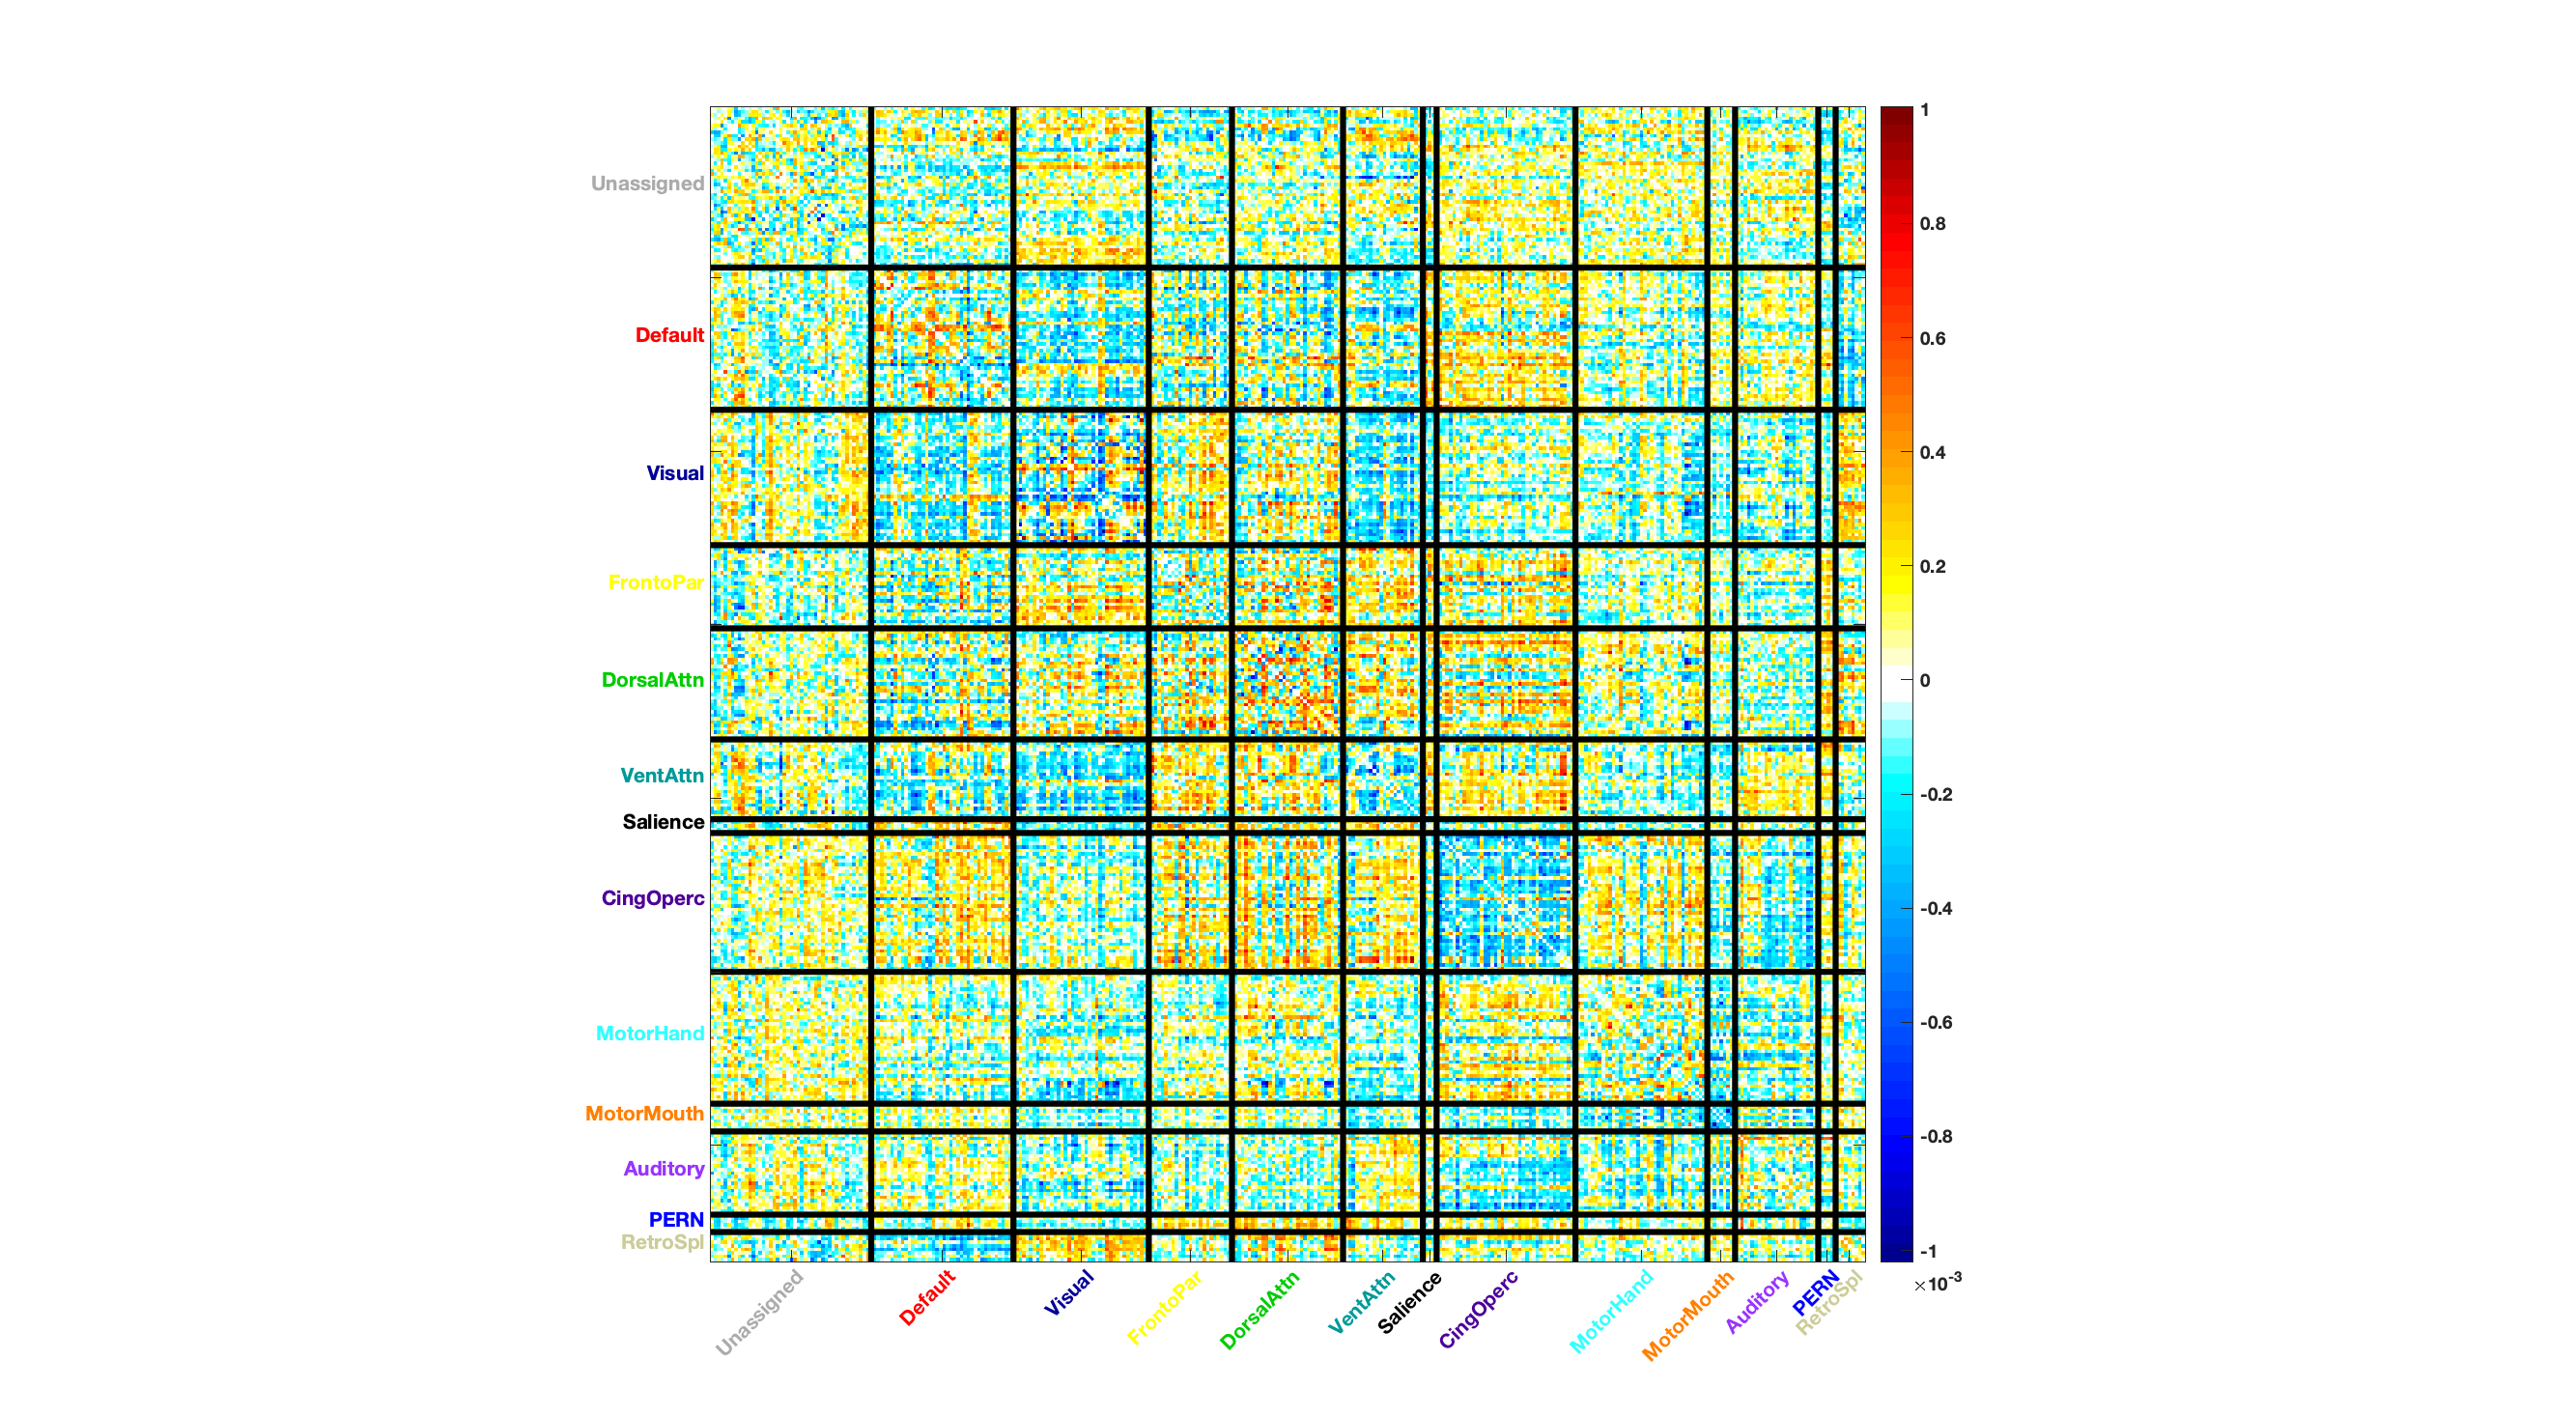 Unassigned
Default
Visual
FrontoPar
DorsalAttn
VentAttn
Salience
CingOperc
MotorHand
MotorMouth
Auditory
PERN
RetroSpl
Unassigned
Default
Visual
FrontoPar
DorsalAttn
VentAttn
Salience
CingOperc
MotorHand
MotorMouth
Auditory
PERN
RetroSpl
1
0.8
0.6
0.4
0.2
0
-0.2
-0.4
-0.6
-0.8
-1
×10⁻³